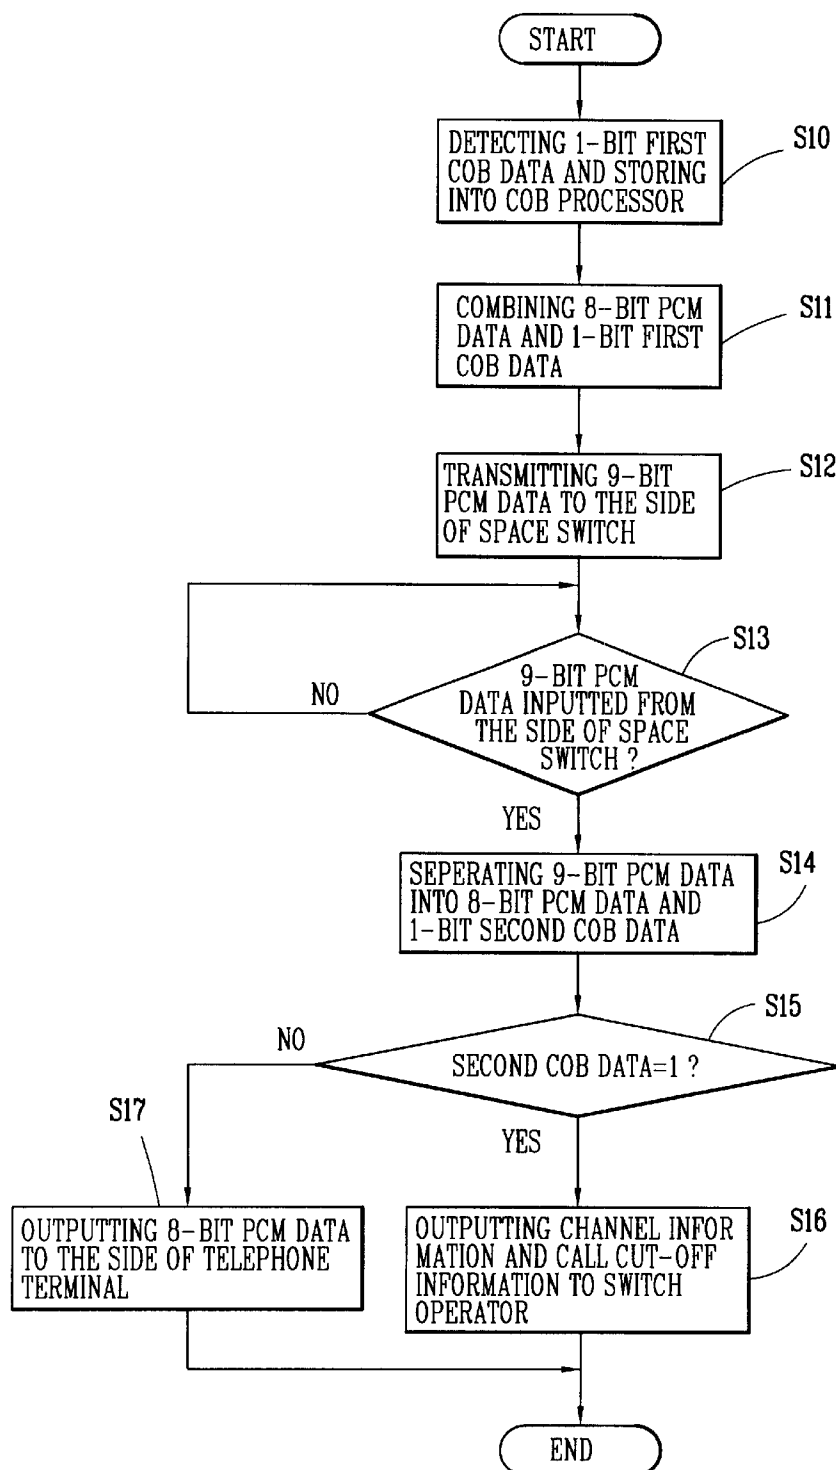 START
S10
DETECTING 1-BIT FIRST
COB DATA AND STORING
INTO COB PROCESSOR
S11
COMBINING 8-BIT PCM
DATA AND 1-BIT FIRST
COB DATA
S12
TRANSMITTING 9-BIT
PCM DATA TO THE SIDE
OF SPACE SWITCH
S13
9-BIT PCM
DATA INPUTTED FROM
THE SIDE OF SPACE
SWITCH ?
NO
YES
S14
SEPERATING 9-BIT PCM DATA
INTO 8-BIT PCM DATA AND
1-BIT SECOND COB DATA
S15
SECOND COB DATA=1 ?
NO
YES
S17
OUTPUTTING 8-BIT PCM DATA
TO THE SIDE OF TELEPHONE
TERMINAL
S16
OUTPUTTING CHANNEL INFOR
MATION AND CALL CUT-OFF
INFORMATION TO SWITCH
OPERATOR
END